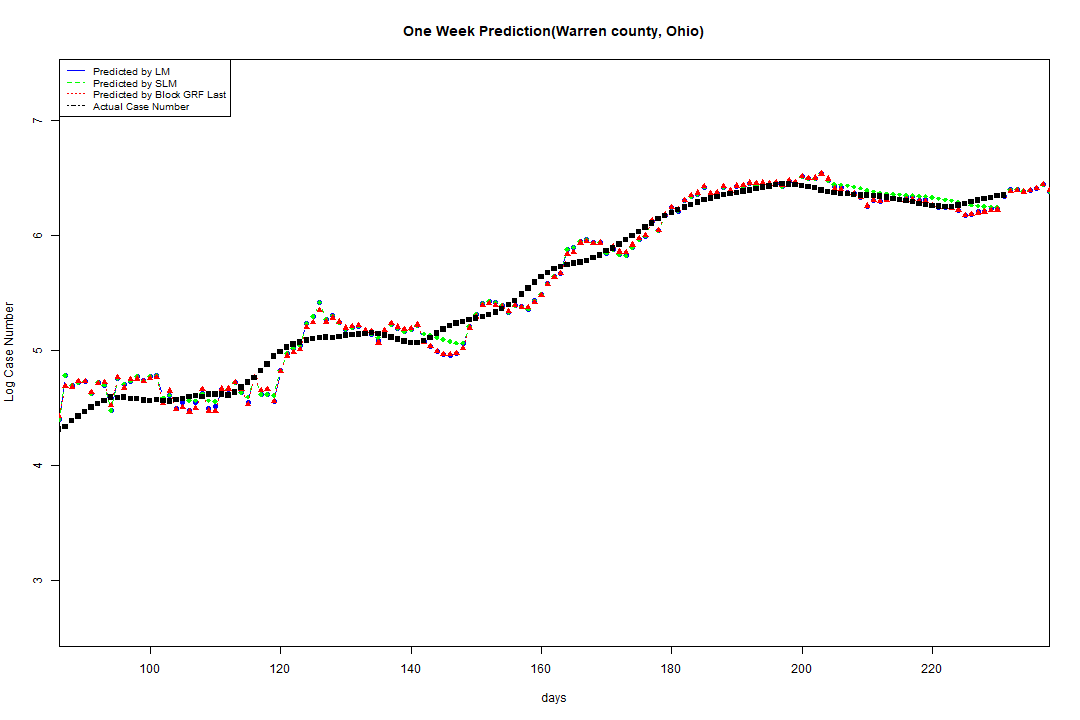 One Week Prediction(Warren county, Ohio)
Predicted by LM
Predicted by SLM
Predicted by Block GRF Last
Actual Case Number
7
6
5
4
3
Log Case Number
100 120 140 160 180 200 220
days